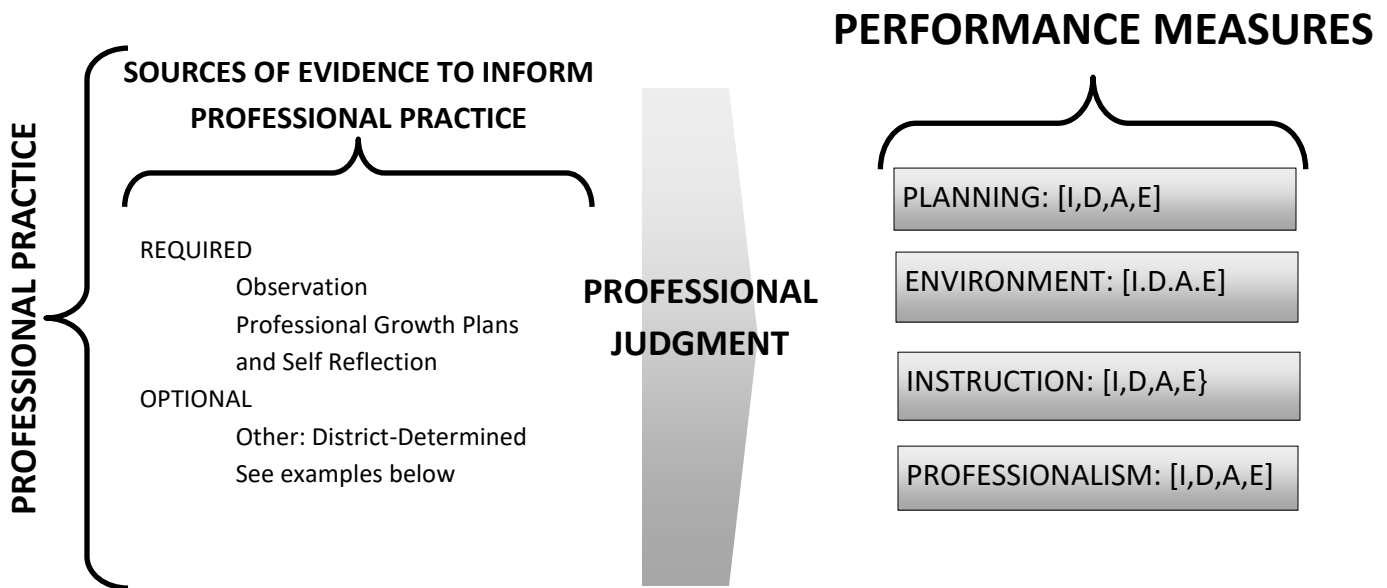 PROFESSIONAL PRACTICE
SOURCES OF EVIDENCE TO INFORM
PROFESSIONAL PRACTICE
REQUIRED
Observation
Professional Growth Plans
and Self Reflection
OPTIONAL
Other: District-Determined
See examples below
PROFESSIONAL
JUDGMENT
PERFORMANCE MEASURES
PLANNING: [I,D,A,E]
ENVIRONMENT: [I.D.A.E]
INSTRUCTION: [I,D,A,E}
PROFESSIONALISM: [I,D,A,E]